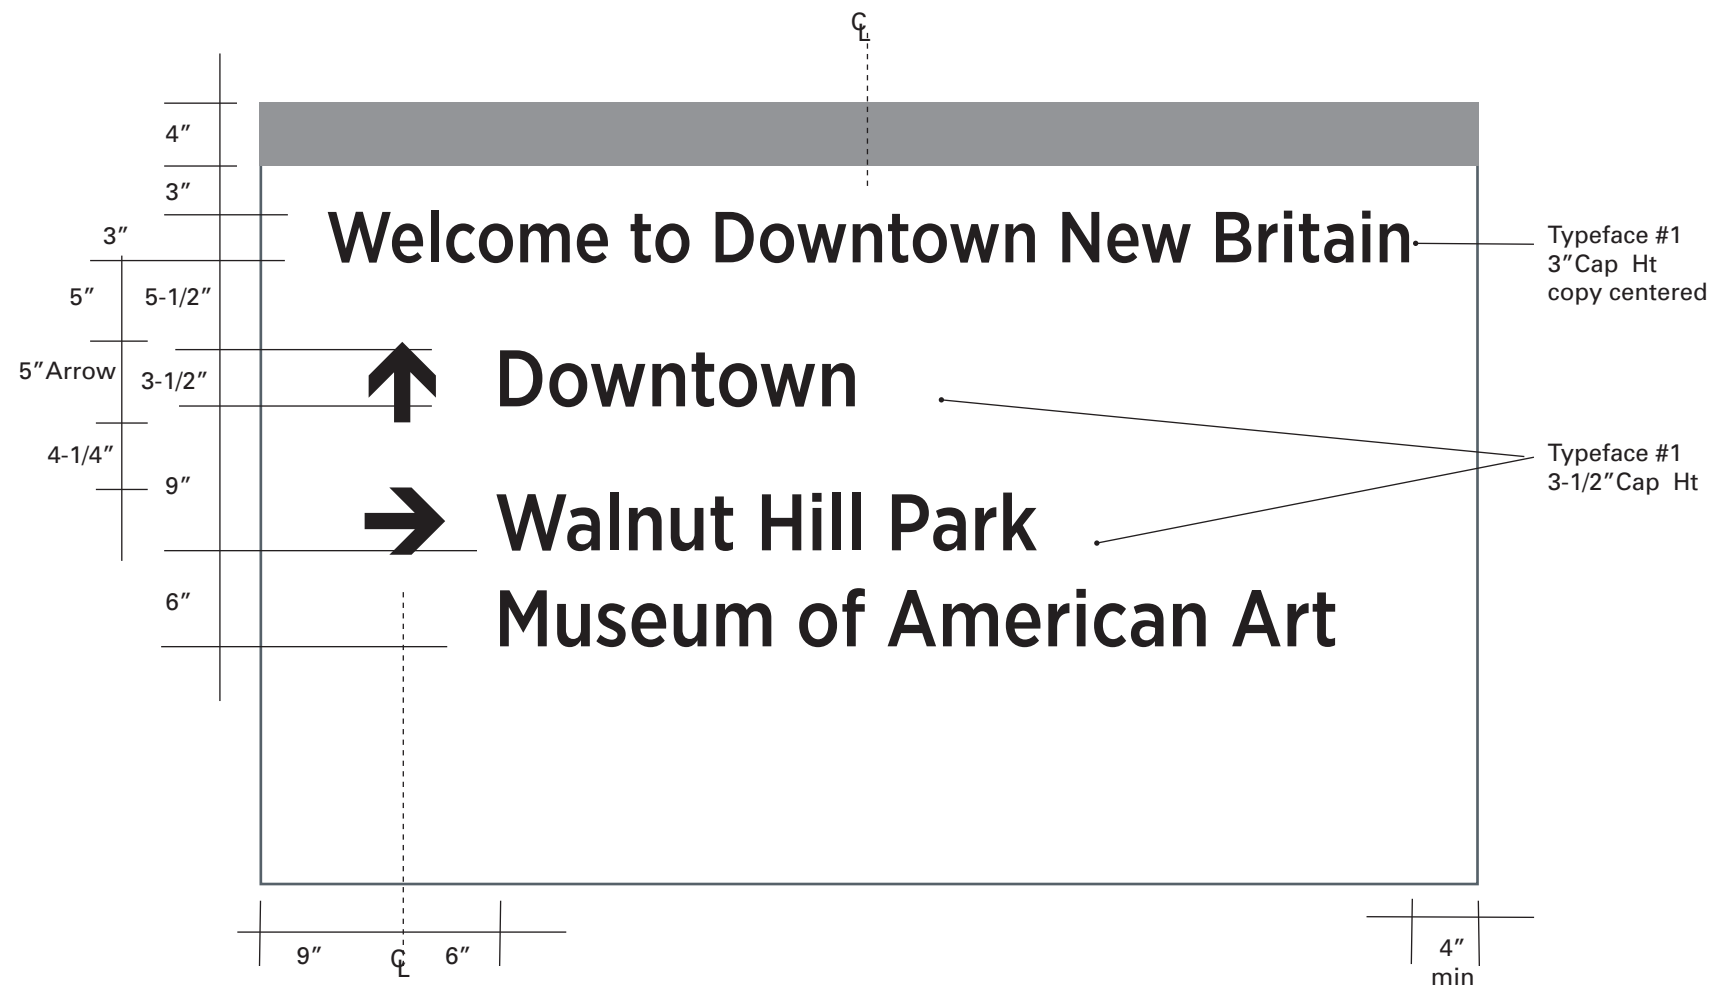 ℄
4”
3”
Welcome to Downtown New Britain
3”
Typeface #1
3”Cap Ht
copy centered
5”
5-1/2”
5”Arrow
3-1/2”
Downtown
4-1/4”
9”
Typeface #1
3-1/2”Cap Ht
Walnut Hill Park
6”
Museum of American Art
9”
℄
6”
4”
min